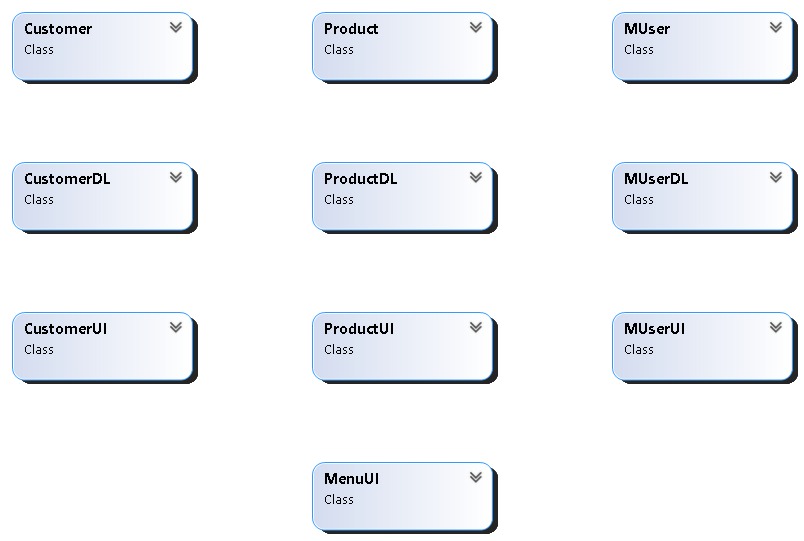 Customer
Class
Product
Class
MUser
Class
CustomerDL
Class
ProductDL
Class
MUserDL
Class
CustomerUI
Class
ProductUI
Class
MUserUI
Class
MenuUI
Class